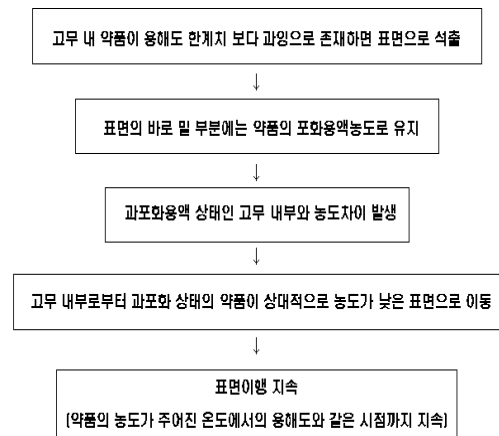 고무 내 약품이 용해도 한계치 보다 과잉으로 존재하면 표면으로 석출
↓
표면의 바로 밑 부분에는 약품의 포화용액농도로 유지
↓
과포화용액 상태인 고무 내부와 농도차이 발생
↓
고무 내부로부터 과포화 상태의 약품이 상대적으로 농도가 낮은 표면으로 이동
↓
표면이행 지속
(약품의 농도가 주어진 온도에서의 용해도와 같은 시점까지 지속)